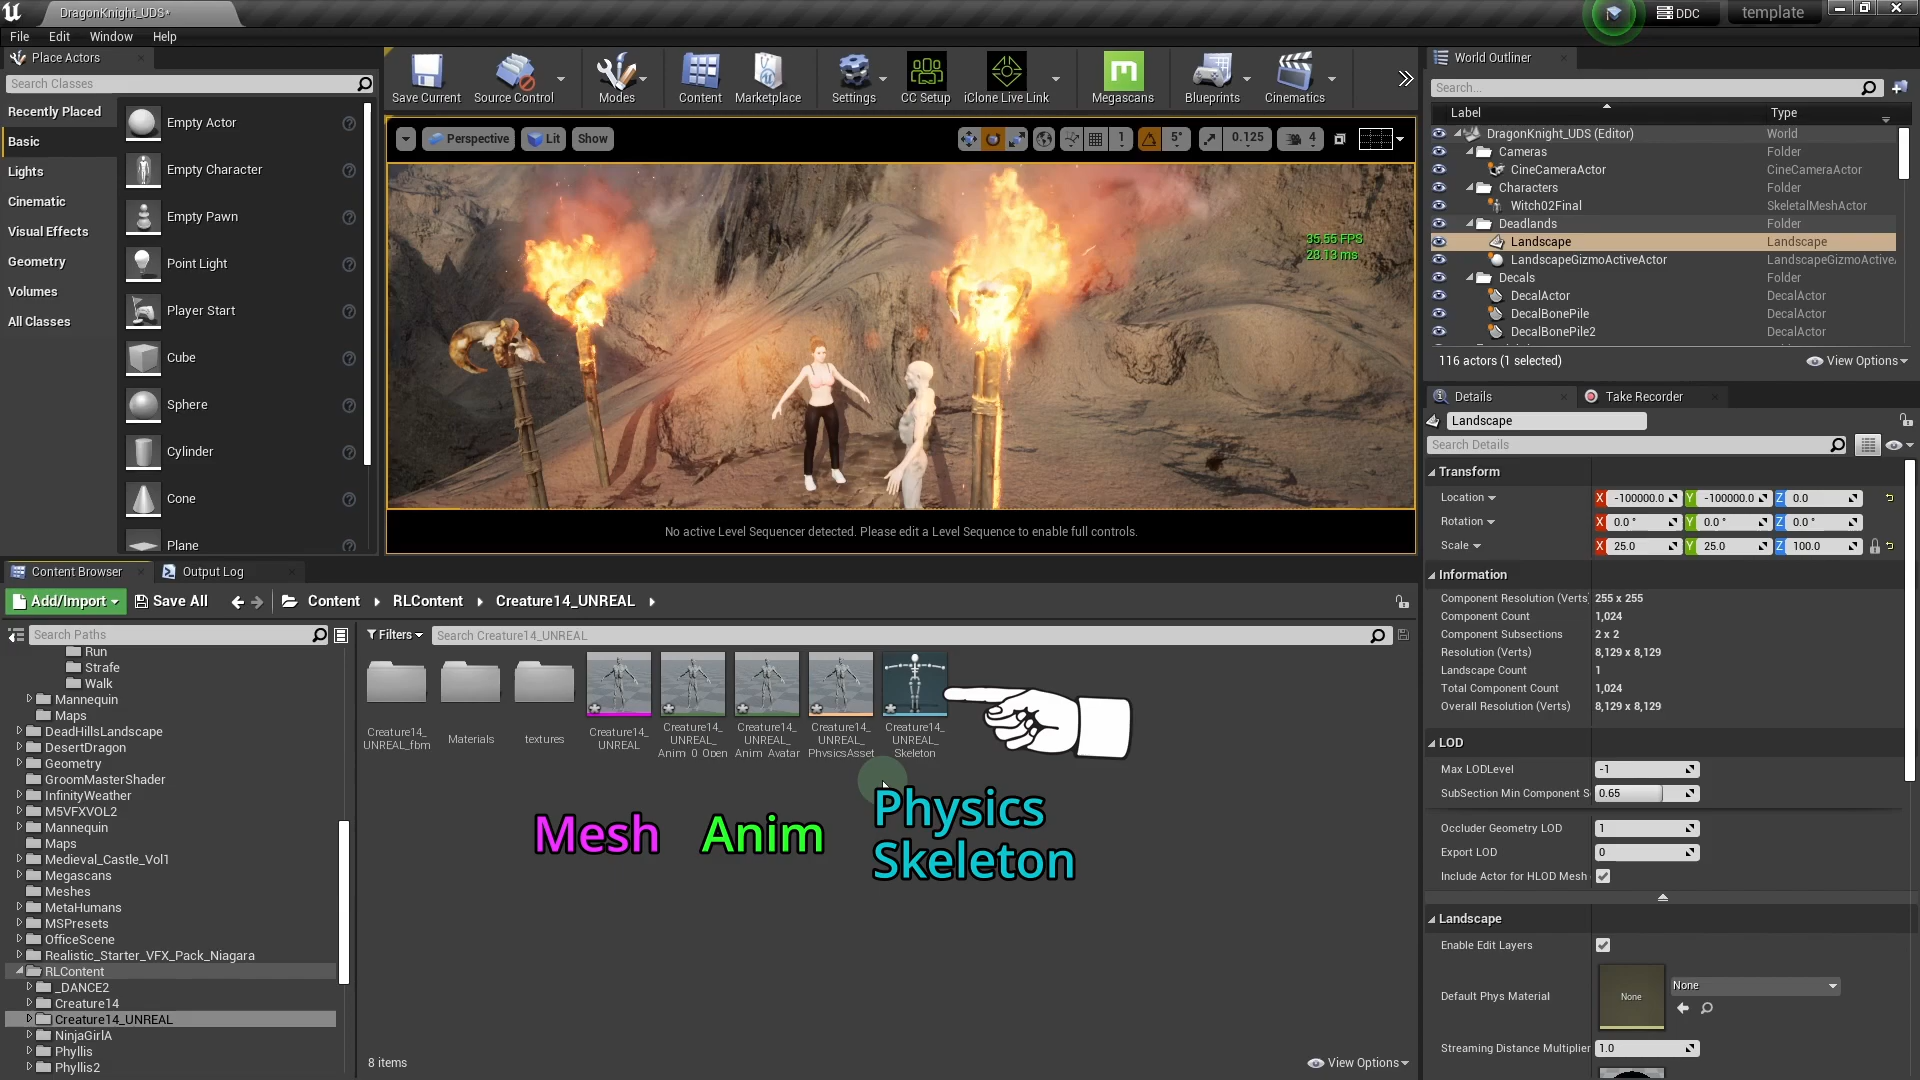 DragonKnight_UDS*
DDC
template
File Edit Window Help
Place Actors
Search Classes
Recently Placed
Basic
Lights
Cinematic
Visual Effects
Geometry
Volumes
All Classes
Empty Actor
Empty Character
Empty Pawn
Point Light
Player Start
Cube
Sphere
Cylinder
Cone
Plane
Save Current
Source Control
Modes
Content
Marketplace
Settings
CC Setup
iClone Live Link
Megascans
Blueprints
Cinematics
Perspective
Lit
Show
1
5°
0.125
4
35.55 FPS
28.13 ms
No active Level Sequencer detected. Please edit a Level Sequence to enable full controls.
World Outliner
Search...
Label Type
DragonKnight_UDS (Editor) World
Cameras Folder
CineCameraActor CineCameraActor
Characters Folder
Witch02Final SkeletalMeshActor
Deadlands Folder
Landscape Landscape
LandscapeGizmoActiveActor LandscapeGizmoActive
Decals Folder
DecalActor DecalActor
DecalBonePile DecalActor
DecalBonePile2 DecalActor
116 actors (1 selected)
View Options
Details
Take Recorder
Landscape
Search Details
Transform
Location X -100000.0 Y -100000.0 Z 0.0
Rotation X 0.0 ° Y 0.0 ° Z 0.0 °
Scale X 25.0 Y 25.0 Z 100.0
Information
Component Resolution (Verts) 255 x 255
Component Count 1,024
Component Subsections 2 x 2
Resolution (Verts) 8,129 x 8,129
Landscape Count 1
Total Component Count 1,024
Overall Resolution (Verts) 8,129 x 8,129
LOD
Max LODLevel -1
SubSection Min Component S 0.65
Occluder Geometry LOD 1
Export LOD 0
Include Actor for HLOD Mesh
Landscape
Enable Edit Layers
Default Phys Material None None
Streaming Distance Multiplier 1.0
Content Browser
Output Log
Add/Import
Save All
Content RLContent Creature14_UNREAL
Search Paths
Filters
Search Creature14_UNREAL
Run
Strafe
Walk
Mannequin
Maps
DeadHillsLandscape
DesertDragon
Geometry
GroomMasterShader
InfinityWeather
M5VFXVOL2
Mannequin
Maps
Medieval_Castle_Vol1
Megascans
Meshes
MetaHumans
MSPresets
OfficeScene
Realistic_Starter_VFX_Pack_Niagara
RLContent
_DANCE2
Creature14
Creature14_UNREAL
NinjaGirlA
Phyllis
Phyllis2
Creature14_
UNREAL_fbm
Materials
textures
Creature14_
UNREAL
Creature14_
UNREAL_
Anim_0_Open
Creature14_
UNREAL_
Anim_Avatar
Creature14_
UNREAL_
PhysicsAsset
Creature14_
UNREAL_
Skeleton
Mesh
Anim
Physics
Skeleton
8 items
View Options